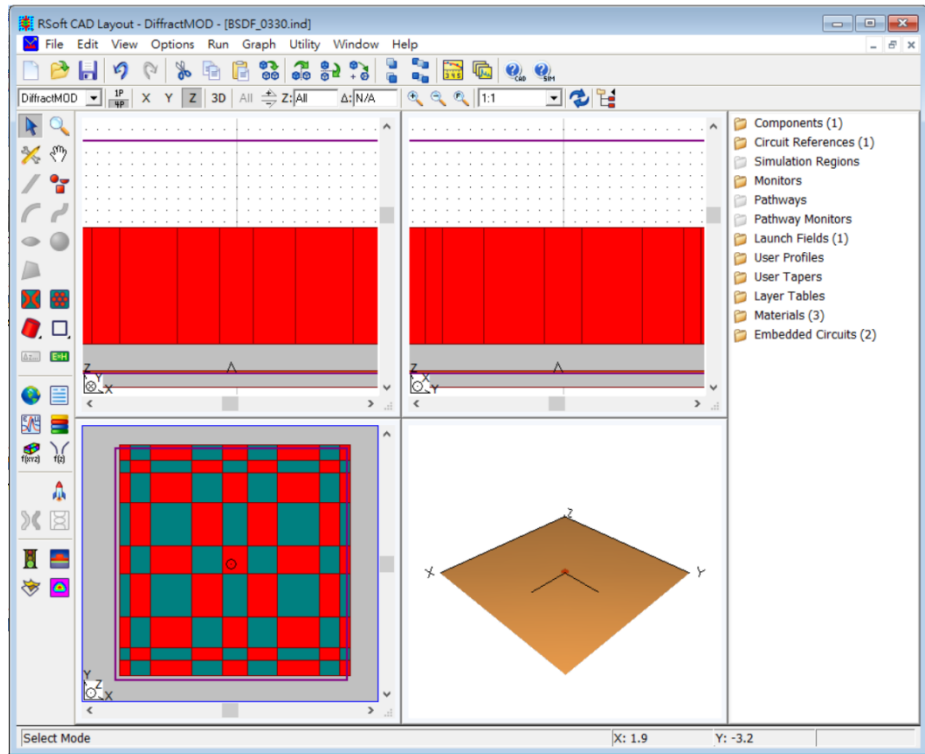 RSoft CAD Layout - DiffractMOD - [BSDF_0330.ind]
File Edit View Options Run Graph Utility Window Help
CAD SIM
DiffractMOD 1P 4P X Y Z 3D All Z: All Δ: N/A 1:1
Components (1)
Circuit References (1)
Simulation Regions
Monitors
Pathways
Pathway Monitors
Launch Fields (1)
User Profiles
User Tapers
Layer Tables
Materials (3)
Embedded Circuits (2)
Z Y X
Z X Y
f(xyz) f(z)
Z
X Y
Y Z X
Select Mode X: 1.9 Y: -3.2